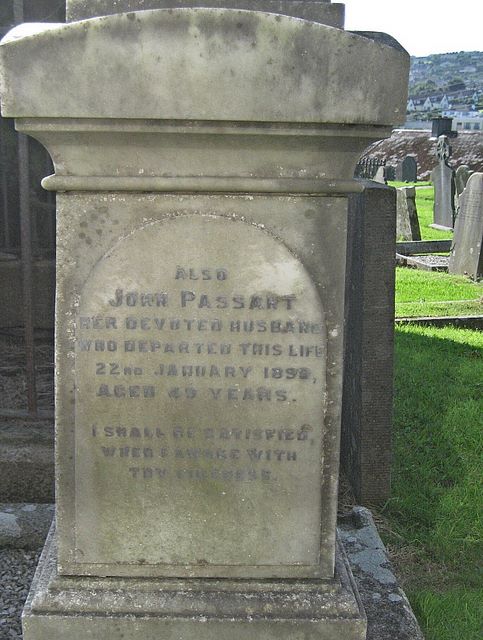 ALSO
JOHN PASSART
HER DEVOTED HUSBAND
WHO DEPARTED THIS LIFE
22ND JANUARY 1898,
AGED 49 YEARS.
I SHALL BE SATISFIED,
WHEN I AWAKE WITH
THY LIKENESS.